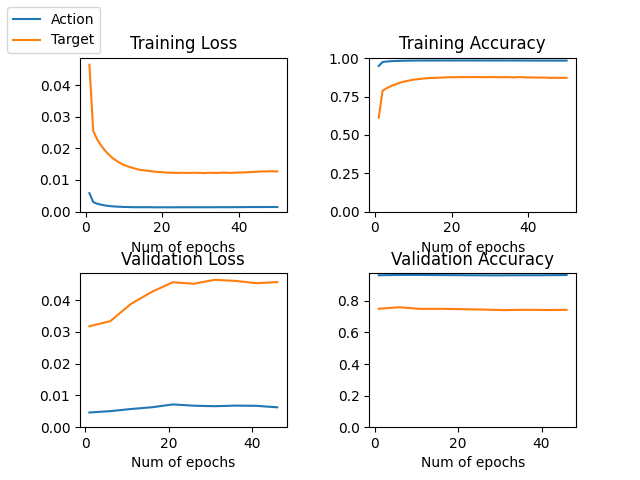 Action
Target
Training Loss
0.04
0.03
0.02
0.01
0.00
0 20 40
Num of epochs
Training Accuracy
1.00
0.75
0.50
0.25
0.00
0 20 40
Num of epochs
Validation Loss
0.04
0.03
0.02
0.01
0.00
0 20 40
Num of epochs
Validation Accuracy
0.8
0.6
0.4
0.2
0.0
0 20 40
Num of epochs